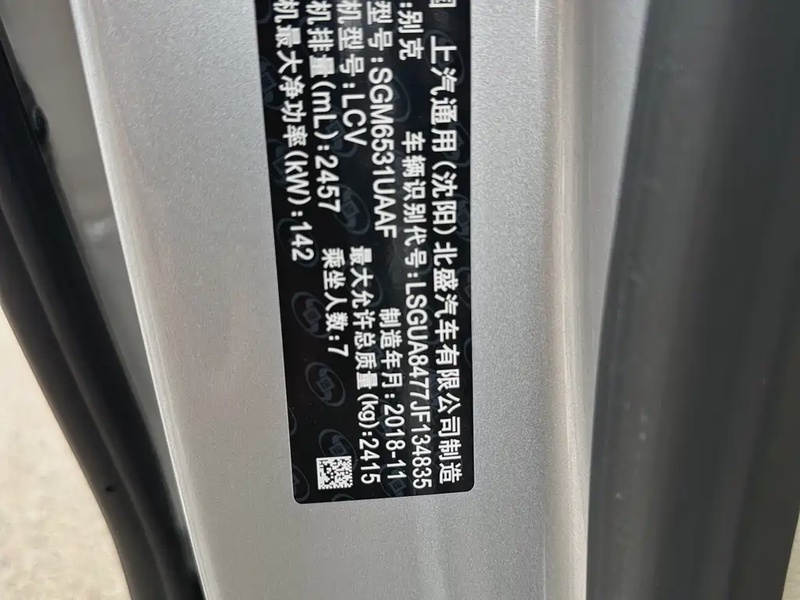 国 上汽通用(沈阳)北盛汽车有限公司制造
:别克 车辆识别代号:LSGUA8477JF134635
型号:SGM6531UAAF 制造年月:2018-11
机型号:LCV 最大允许总质量(kg):2415
机排量(mL):2457 乘坐人数:7
机最大净功率(kW):142